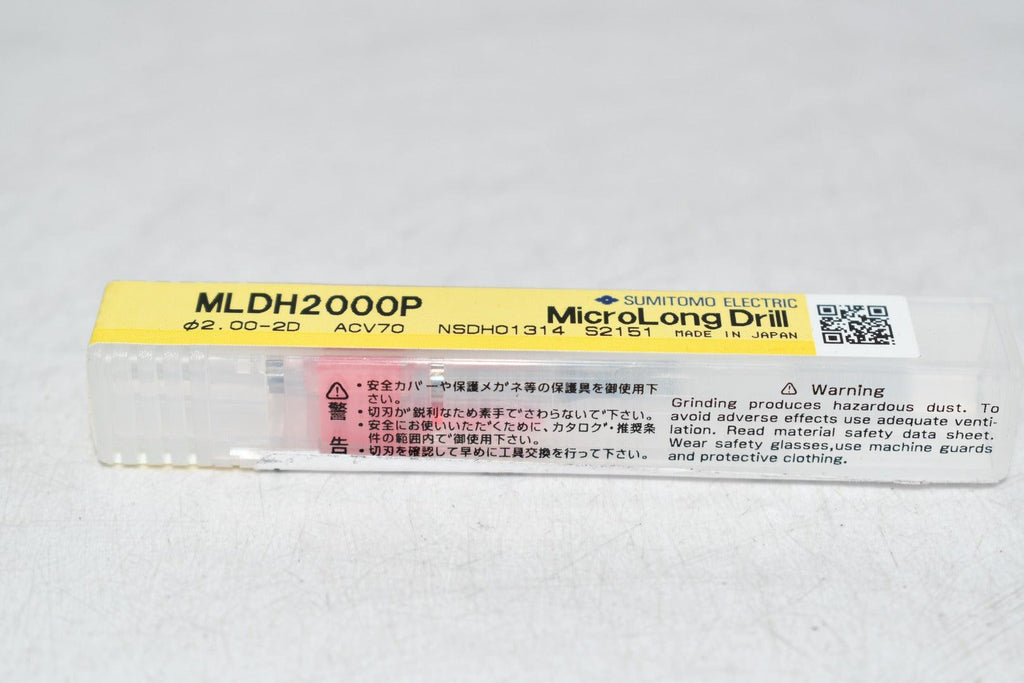 MLDH2000P
SUMITOMO ELECTRIC
MicroLong Drill
φ2.00-2D ACV70 NSDH01314 S2151 MADE IN JAPAN
警告
・安全カバーや保護メガネ等の保護具を御使用下
さい。
・切刃が鋭利なため素手でさわらないで下さい。
・安全にお使いいただくために、カタログ・推奨条
件の範囲内で御使用下さい。
・切刃を確認して早めに工具交換を行って下さい。
Warning
Grinding produces hazardous dust. To
avoid adverse effects use adequate venti-
lation. Read material safety data sheet.
Wear safety glasses,use machine guards
and protective clothing.